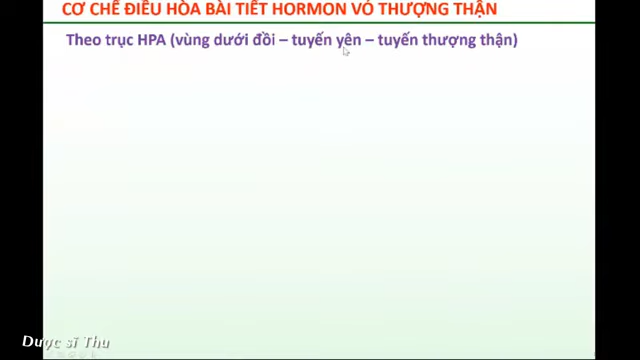 CƠ CHẾ ĐIỀU HÒA BÀI TIẾT HORMON VỎ THƯỢNG THẬN
Theo trục HPA (vùng dưới đồi – tuyến yên – tuyến thượng thận)
Dược sĩ Thu